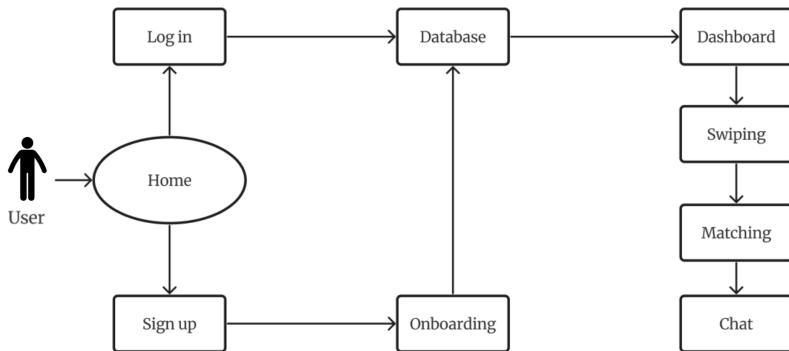 Log in
Database
Dashboard
Swiping
Home
User
Matching
Sign up
Onboarding
Chat